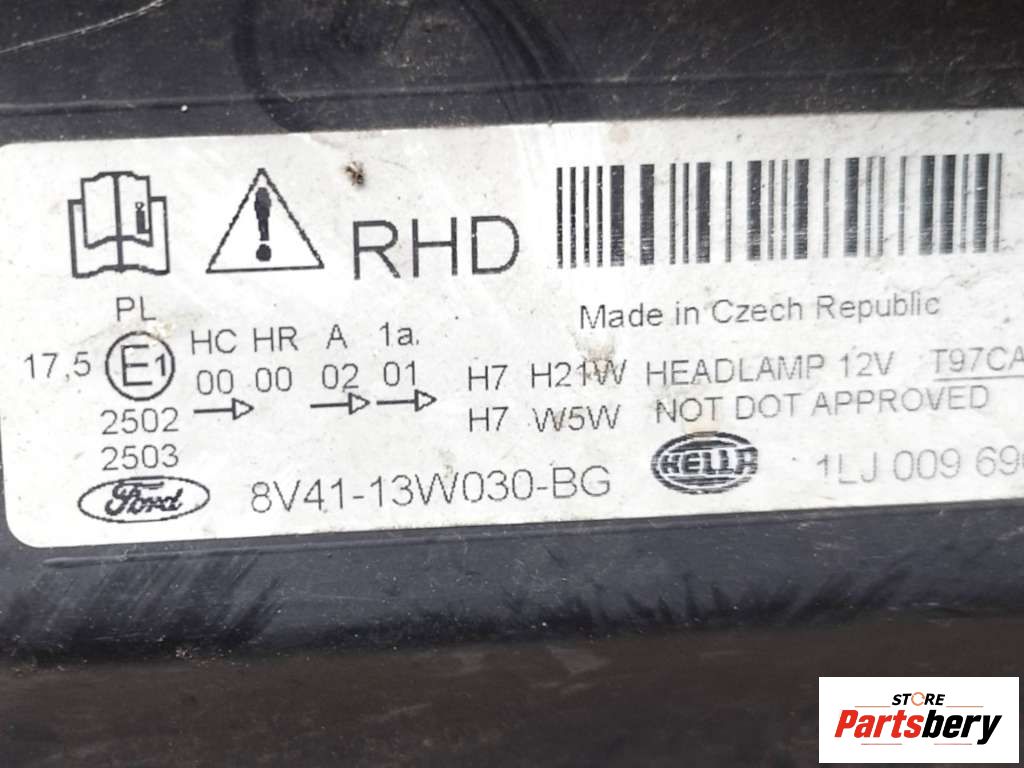 RHD
Made in Czech Republic
PL
17,5 E1 HC HR A 1a.
00 00 02 01
H7 H21W HEADLAMP 12V T97CA
2502
H7 W5W NOT DOT APPROVED
2503
Ford 8V41-13W030-BG HELLA 1LJ 009 69
STORE
Partsbery